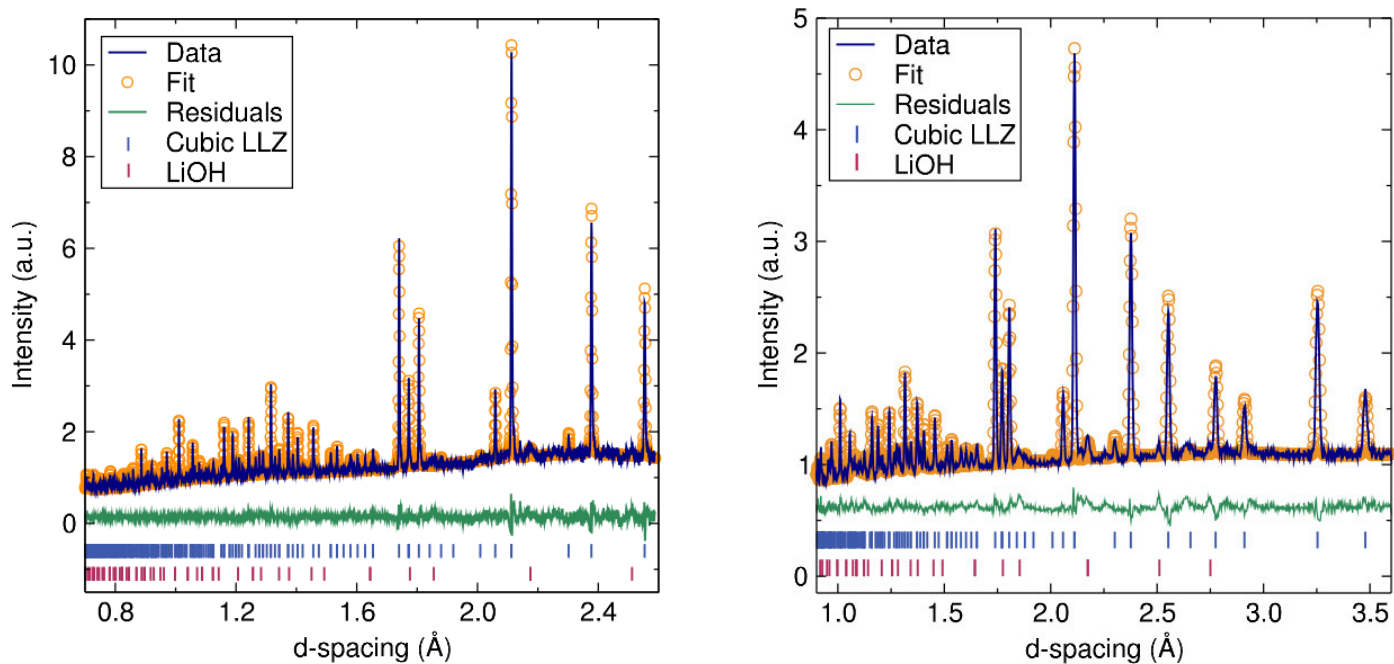 10
8
6
4
2
0
Intensity (a.u.)
Data
Fit
Residuals
Cubic LLZ
LiOH
0.8 1.2 1.6 2.0 2.4
d-spacing (Å)
5
4
3
2
1
0
Intensity (a.u.)
Data
Fit
Residuals
Cubic LLZ
LiOH
1.0 1.5 2.0 2.5 3.0 3.5
d-spacing (Å)